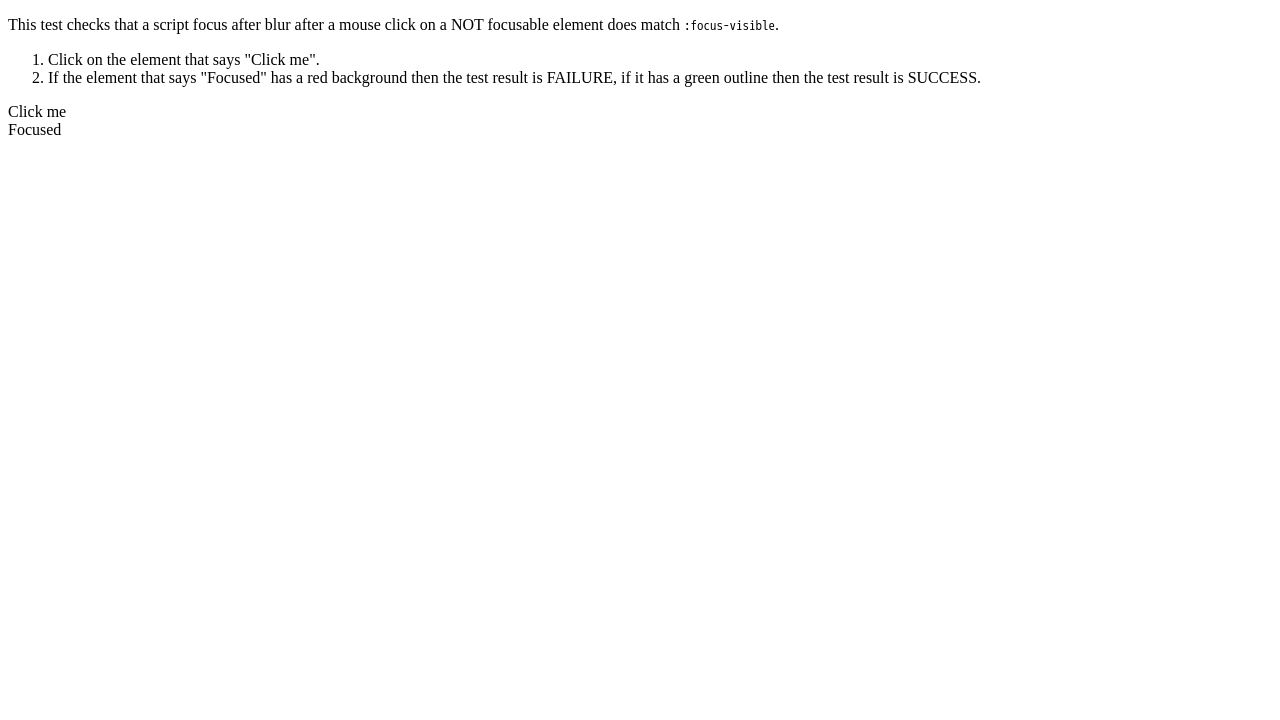 This test checks that a script focus after blur after a mouse click on a NOT focusable element does match :focus-visible.
1. Click on the element that says "Click me".
2. If the element that says "Focused" has a red background then the test result is FAILURE, if it has a green outline then the test result is SUCCESS.
Click me
Focused